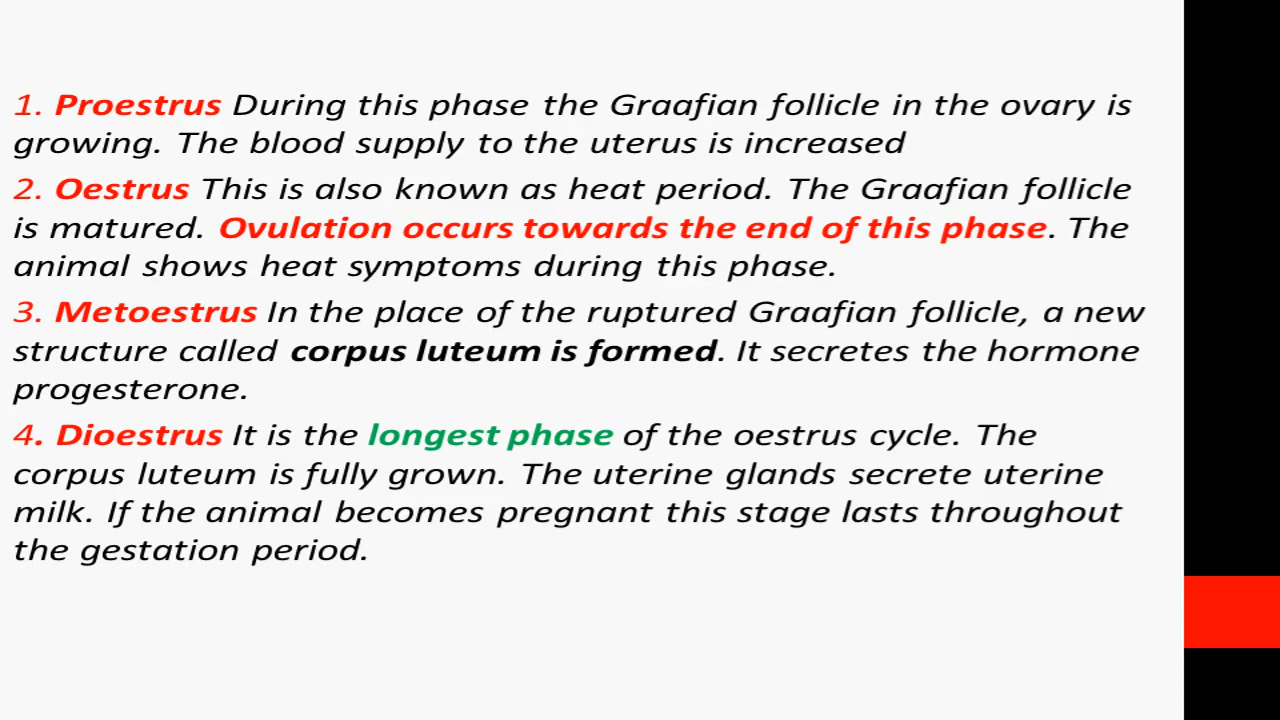 1. Proestrus During this phase the Graafian follicle in the ovary is
growing. The blood supply to the uterus is increased
2. Oestrus This is also known as heat period. The Graafian follicle
is matured. Ovulation occurs towards the end of this phase. The
animal shows heat symptoms during this phase.
3. Metoestrus In the place of the ruptured Graafian follicle, a new
structure called corpus luteum is formed. It secretes the hormone
progesterone.
4. Dioestrus It is the longest phase of the oestrus cycle. The
corpus luteum is fully grown. The uterine glands secrete uterine
milk. If the animal becomes pregnant this stage lasts throughout
the gestation period.